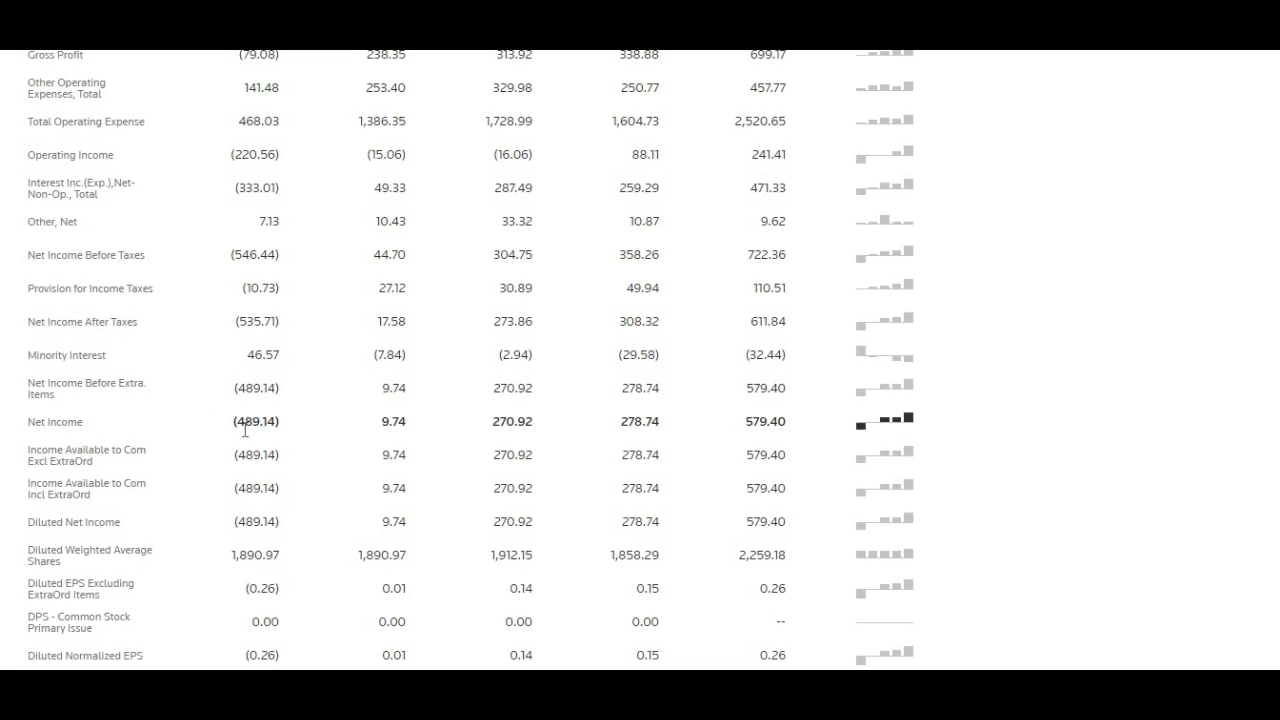 Gross Profit (79.08) 238.35 313.92 338.88 699.17
Other Operating
Expenses, Total 141.48 253.40 329.98 250.77 457.77
Total Operating Expense 468.03 1,386.35 1,728.99 1,604.73 2,520.65
Operating Income (220.56) (15.06) (16.06) 88.11 241.41
Interest Inc.(Exp.),Net-
Non-Op., Total (333.01) 49.33 287.49 259.29 471.33
Other, Net 7.13 10.43 33.32 10.87 9.62
Net Income Before Taxes (546.44) 44.70 304.75 358.26 722.36
Provision for Income Taxes (10.73) 27.12 30.89 49.94 110.51
Net Income After Taxes (535.71) 17.58 273.86 308.32 611.84
Minority Interest 46.57 (7.84) (2.94) (29.58) (32.44)
Net Income Before Extra.
Items (489.14) 9.74 270.92 278.74 579.40
Net Income (489.14) 9.74 270.92 278.74 579.40
Income Available to Com
Excl ExtraOrd (489.14) 9.74 270.92 278.74 579.40
Income Available to Com
Incl ExtraOrd (489.14) 9.74 270.92 278.74 579.40
Diluted Net Income (489.14) 9.74 270.92 278.74 579.40
Diluted Weighted Average
Shares 1,890.97 1,890.97 1,912.15 1,858.29 2,259.18
Diluted EPS Excluding
ExtraOrd Items (0.26) 0.01 0.14 0.15 0.26
DPS - Common Stock
Primary Issue 0.00 0.00 0.00 0.00 --
Diluted Normalized EPS (0.26) 0.01 0.14 0.15 0.26